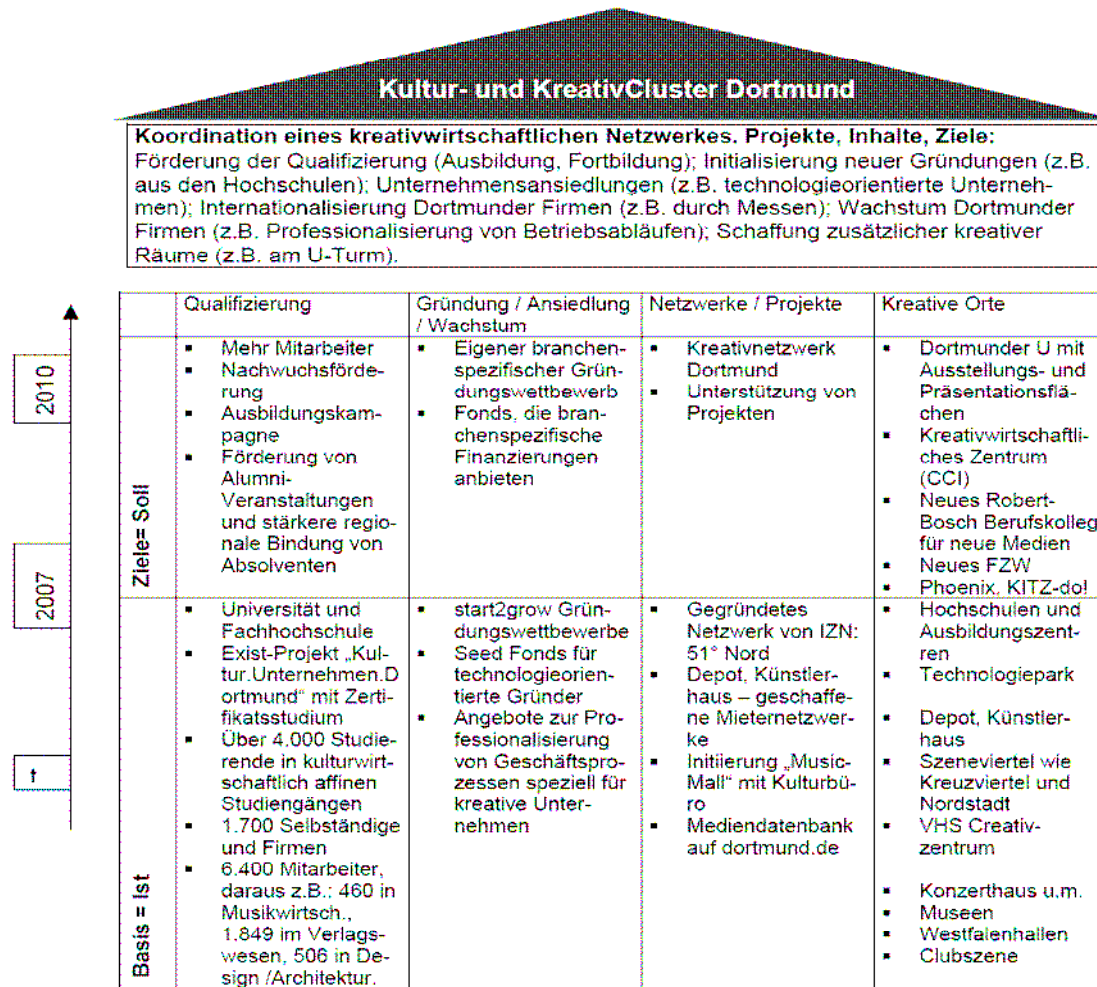 Kultur- und KreativCluster Dortmund
Koordination eines kreativwirtschaftlichen Netzwerkes. Projekte, Inhalte, Ziele:
Förderung der Qualifizierung (Ausbildung, Fortbildung); Initialisierung neuer Gründungen (z.B.
aus den Hochschulen); Unternehmensansiedlungen (z.B. technologieorientierte Unterneh-
men); Internationalisierung Dortmunder Firmen (z.B. durch Messen); Wachstum Dortmunder
Firmen (z.B. Professionalisierung von Betriebsabläufen); Schaffung zusätzlicher kreativer
Räume (z.B. am U-Turm).
2010
2007
t
Qualifizierung
Gründung / Ansiedlung
/ Wachstum
Netzwerke / Projekte
Kreative Orte
Ziele= Soll
▪ Mehr Mitarbeiter
▪ Nachwuchsförde-
rung
▪ Ausbildungskam-
pagne
▪ Förderung von
Alumni-
Veranstaltungen
und stärkere regio-
nale Bindung von
Absolventen
▪ Eigener branchen-
spezifischer Grün-
dungswettbewerb
▪ Fonds, die bran-
chenspezifische
Finanzierungen
anbieten
▪ Kreativnetzwerk
Dortmund
▪ Unterstützung von
Projekten
▪ Dortmunder U mit
Ausstellungs- und
Präsentationsflä-
chen
▪ Kreativwirtschaftli-
ches Zentrum
(CCI)
▪ Neues Robert-
Bosch Berufskolleg
für neue Medien
▪ Neues FZW
▪ Phoenix, KITZ-do!
Basis = Ist
▪ Universität und
Fachhochschule
▪ Exist-Projekt „Kul-
tur.Unternehmen.D
ortmund“ mit Zerti-
fikatsstudium
▪ Über 4.000 Studie-
rende in kulturwirt-
schaftlich affinen
Studiengängen
▪ 1.700 Selbständige
und Firmen
▪ 6.400 Mitarbeiter,
daraus z.B.: 460 in
Musikwirtsch.,
1.849 im Verlags-
wesen, 506 in De-
sign /Architektur.
▪ start2grow Grün-
dungswettbewerbe
▪ Seed Fonds für
technologieorien-
tierte Gründer
▪ Angebote zur Pro-
fessionalisierung
von Geschäftspro-
zessen speziell für
kreative Unter-
nehmen
▪ Gegründetes
Netzwerk von IZN:
51° Nord
▪ Depot, Künstler-
haus – geschaffe-
ne Mieternetzwer-
ke
▪ Initiierung „Music-
Mall“ mit Kulturbü-
ro
▪ Mediendatenbank
auf dortmund.de
▪ Hochschulen und
Ausbildungszent-
ren
▪ Technologiepark
▪ Depot, Künstler-
haus
▪ Szeneviertel wie
Kreuzviertel und
Nordstadt
▪ VHS Creativ-
zentrum
▪ Konzerthaus u.m.
▪ Museen
▪ Westfalenhallen
▪ Clubszene